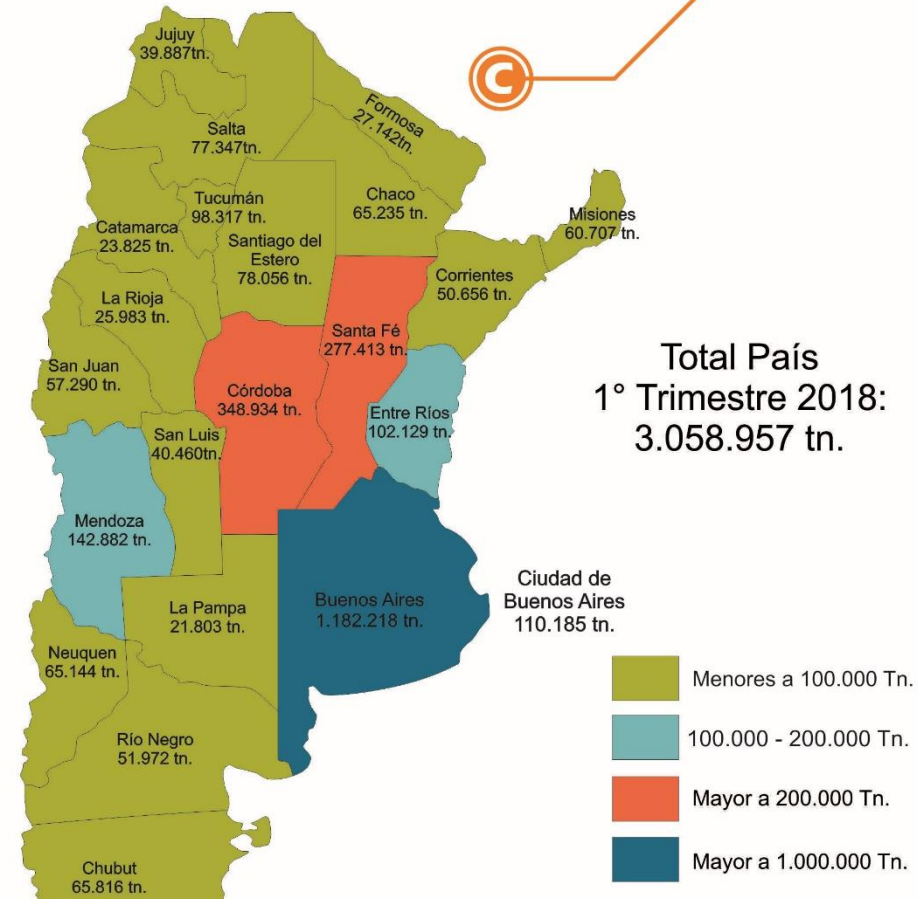 C
Jujuy
39.887tn.
Formosa
27.142tn.
Salta
77.347tn.
Chaco
65.235 tn.
Tucumán
98.317 tn.
Misiones
60.707 tn.
Catamarca
23.825 tn.
Santiago del
Estero
78.056 tn.
Corrientes
50.656 tn.
La Rioja
25.983 tn.
Santa Fé
277.413 tn.
San Juan
57.290 tn.
Córdoba
348.934 tn.
Entre Ríos
102.129 tn.
San Luis
40.460tn.
Total País
1° Trimestre 2018:
3.058.957 tn.
Mendoza
142.882 tn.
La Pampa
21.803 tn.
Buenos Aires
1.182.218 tn.
Ciudad de
Buenos Aires
110.185 tn.
Neuquen
65.144 tn.
Río Negro
51.972 tn.
Chubut
65.816 tn.
Menores a 100.000 Tn.
100.000 - 200.000 Tn.
Mayor a 200.000 Tn.
Mayor a 1.000.000 Tn.